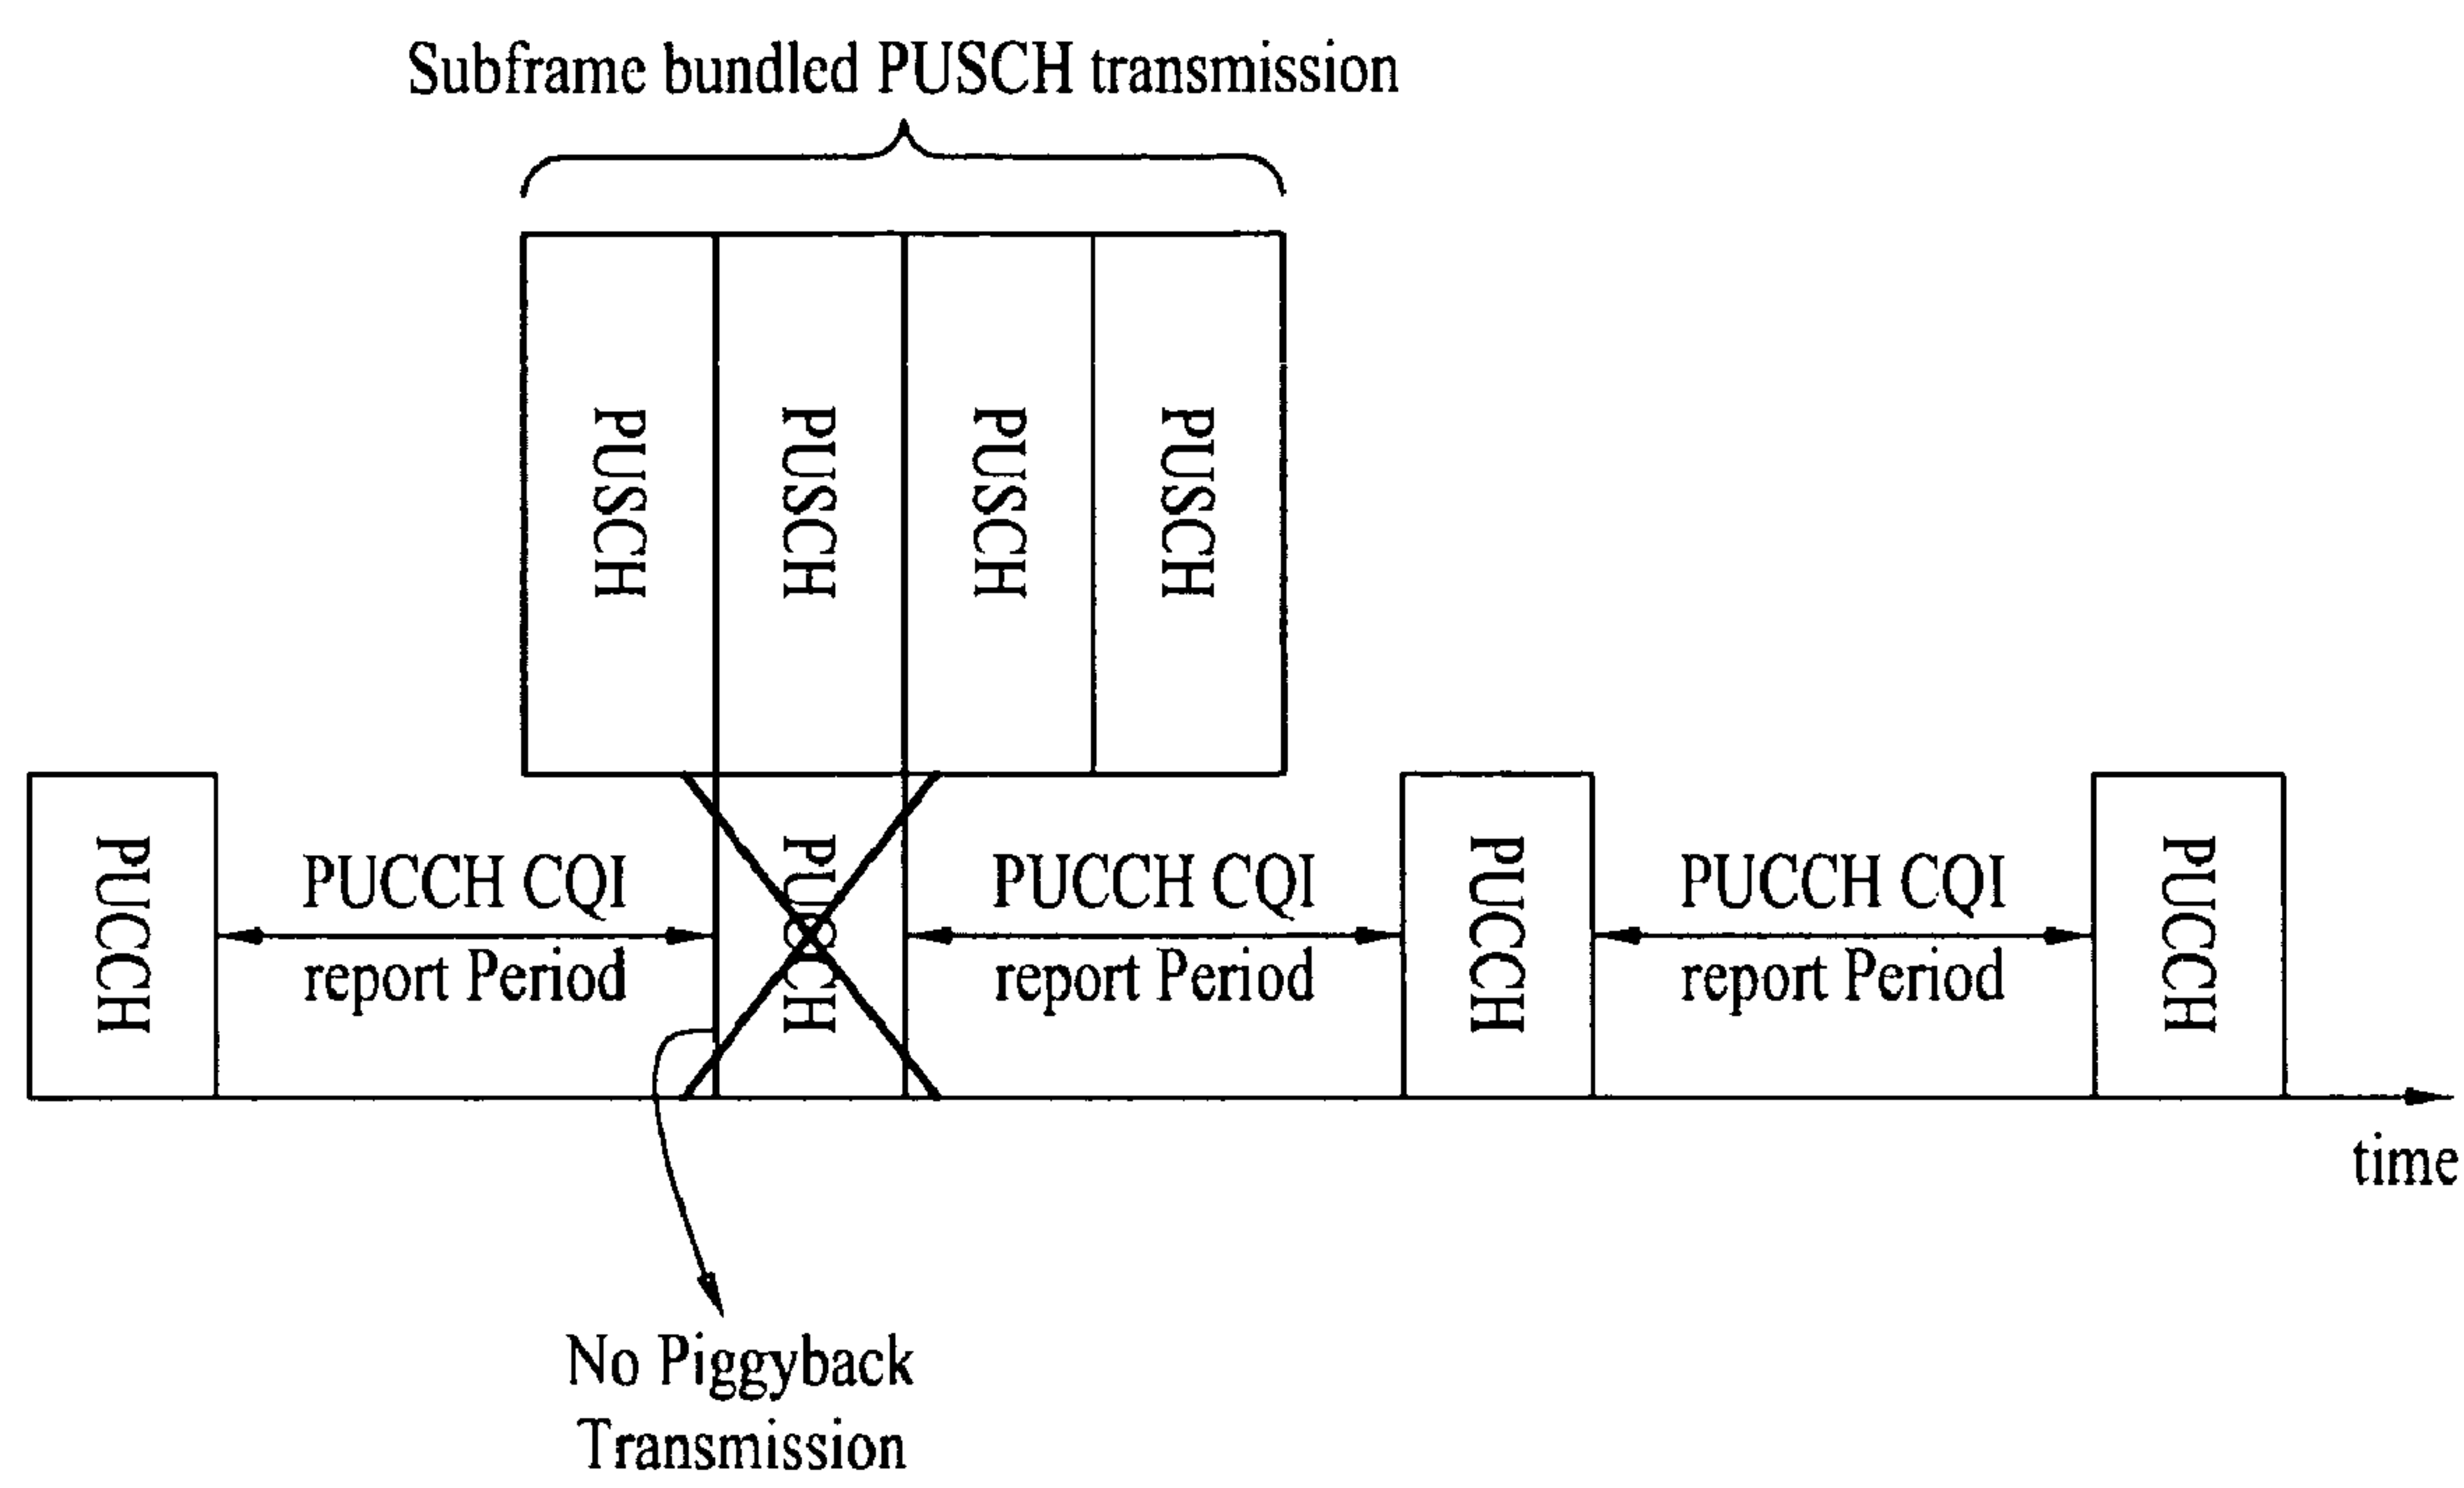 Subframe bundled PUSCH transmission
PUSCH
PUSCH
PUSCH
PUSCH
PUCCH
PUCCH CQI
report Period
PUCCH
PUCCH CQI
report Period
PUCCH
PUCCH CQI
report Period
PUCCH
time
No Piggyback
Transmission